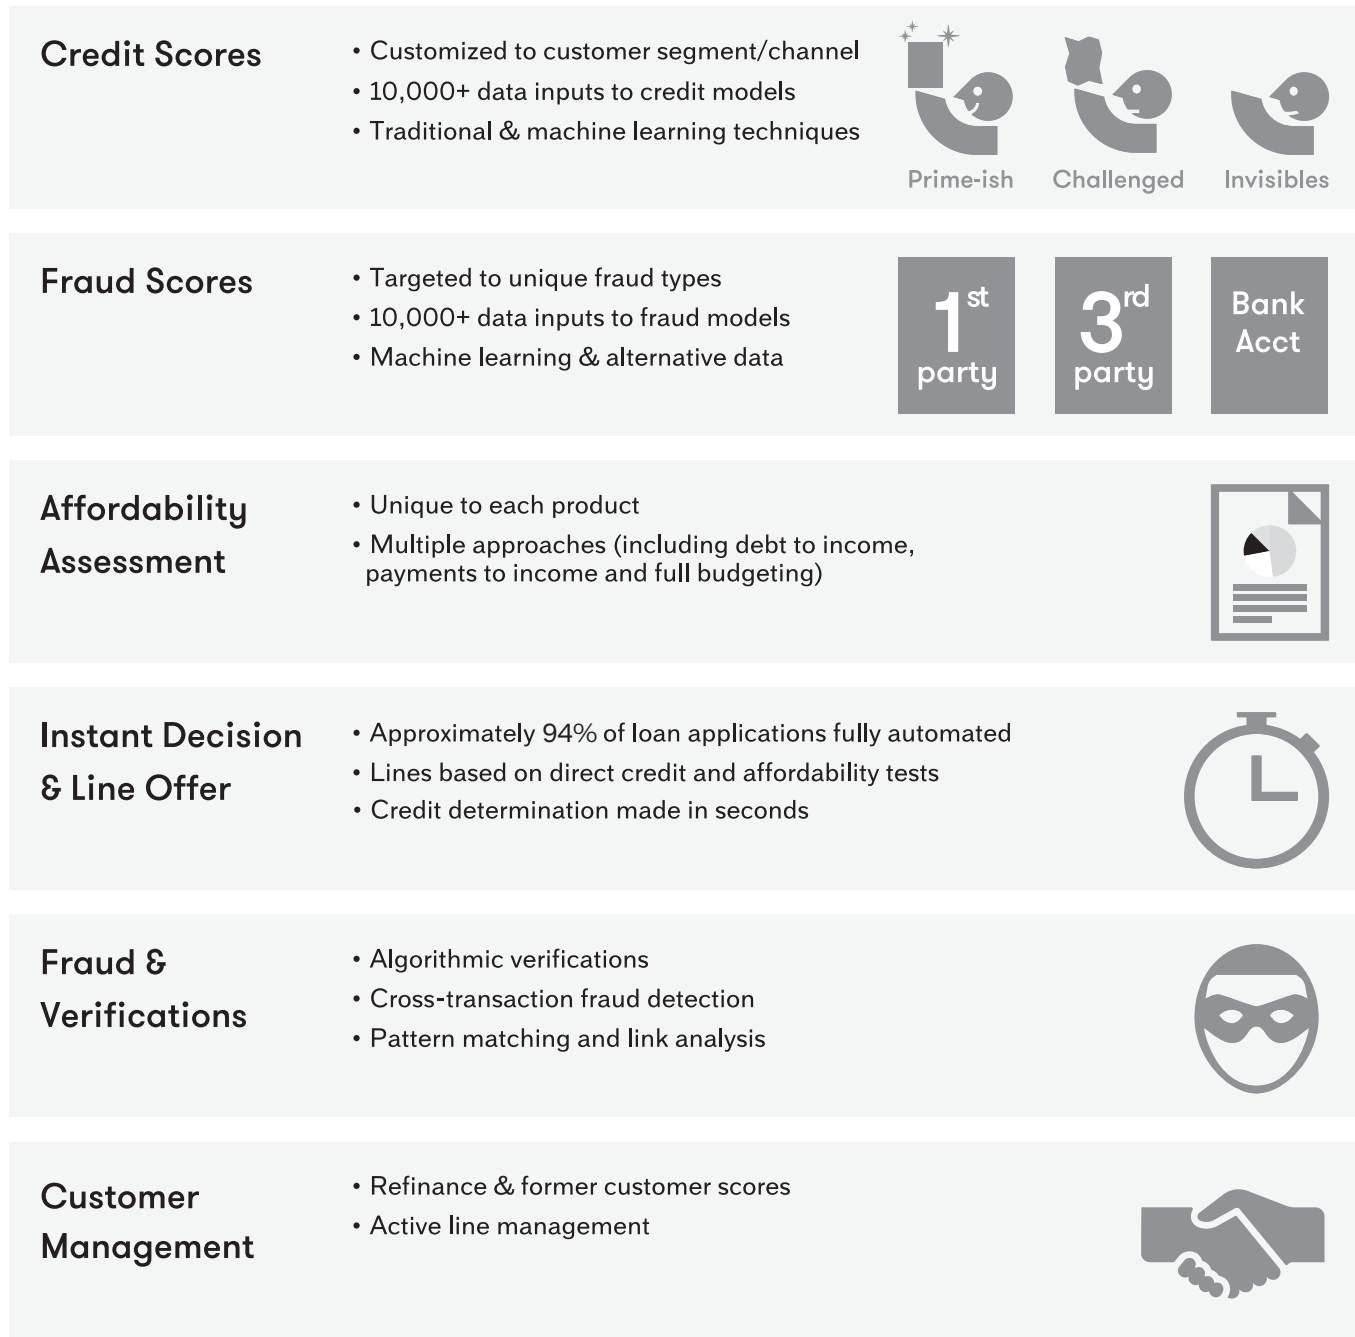 Credit Scores
• Customized to customer segment/channel
• 10,000+ data inputs to credit models
• Traditional & machine learning techniques
Prime-ish
Challenged
Invisibles
Fraud Scores
• Targeted to unique fraud types
• 10,000+ data inputs to fraud models
• Machine learning & alternative data
1st
party
3rd
party
Bank
Acct
Affordability
Assessment
• Unique to each product
• Multiple approaches (including debt to income,
payments to income and full budgeting)
Instant Decision
& Line Offer
• Approximately 94% of loan applications fully automated
• Lines based on direct credit and affordability tests
• Credit determination made in seconds
Fraud &
Verifications
• Algorithmic verifications
• Cross-transaction fraud detection
• Pattern matching and link analysis
Customer
Management
• Refinance & former customer scores
• Active line management